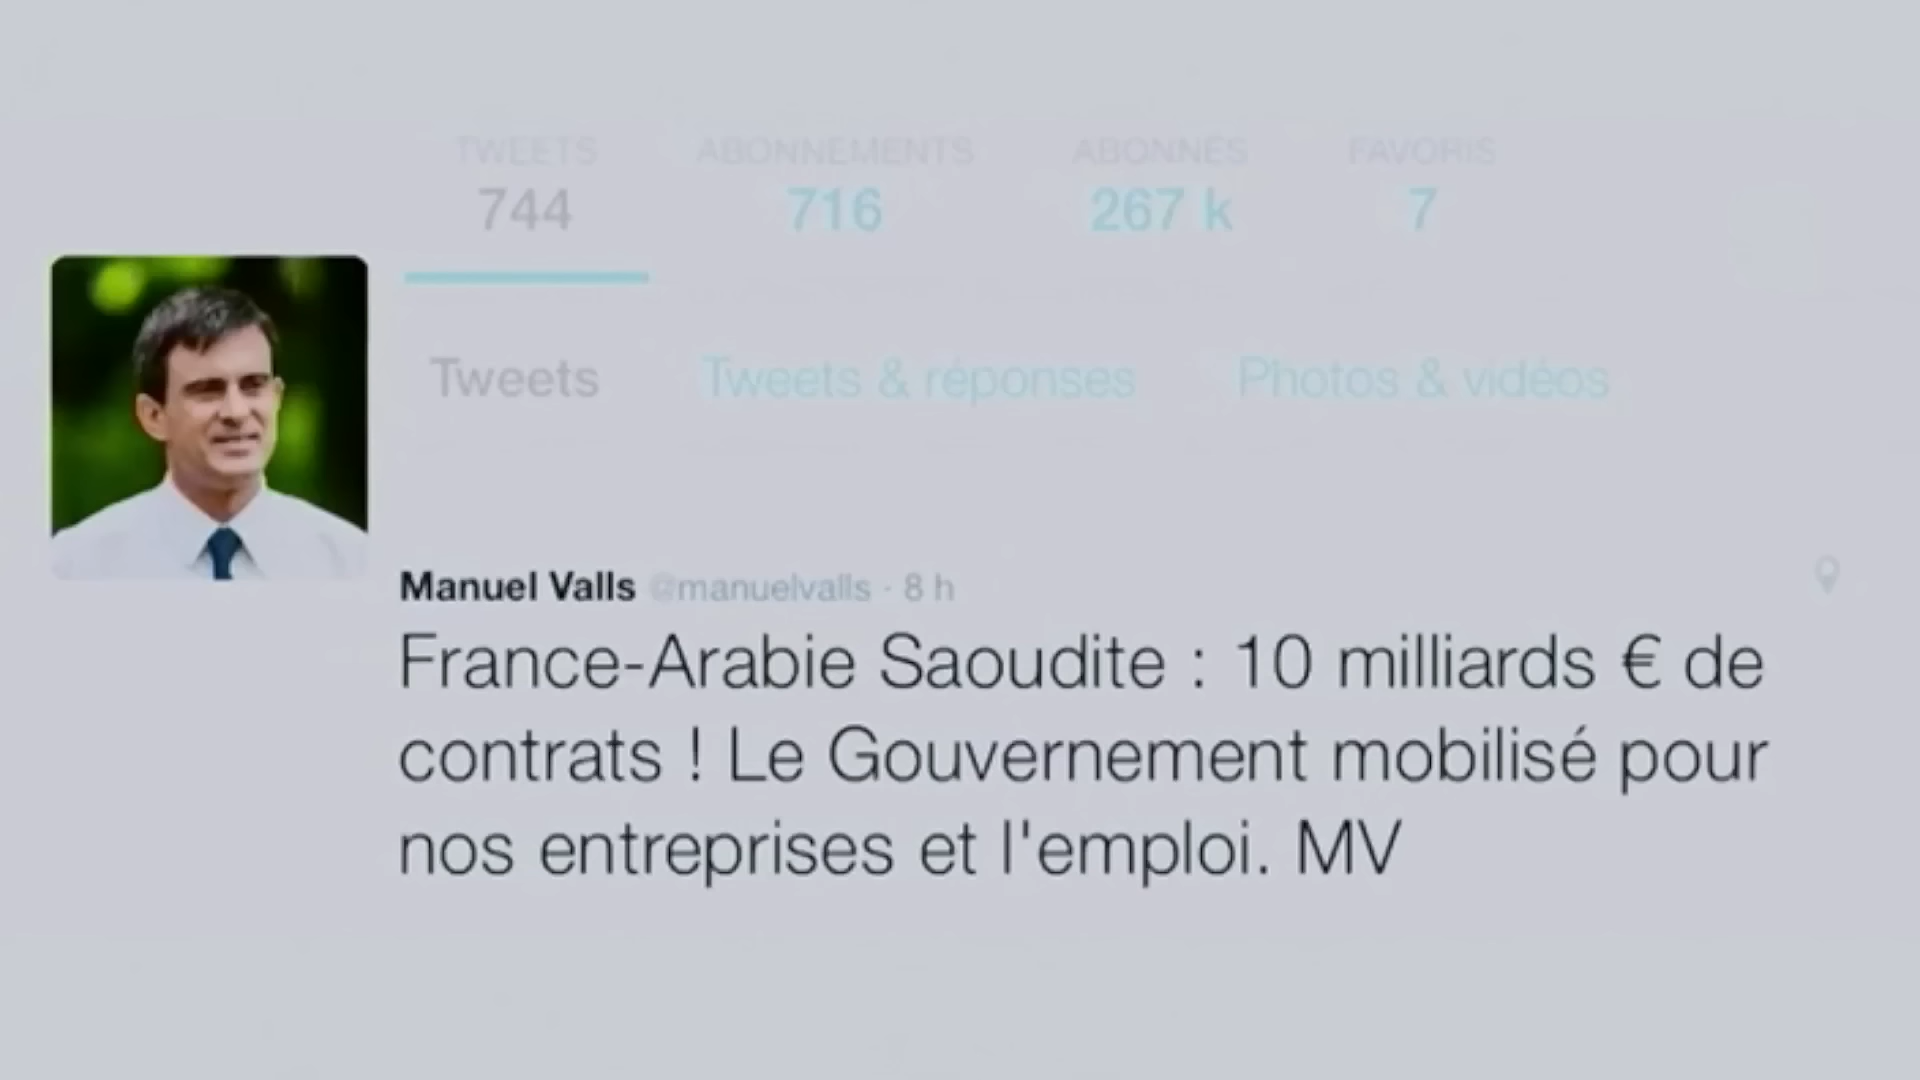 TWEETS ABONNEMENTS ABONNÉS FAVORIS
744 716 267 k 7
Tweets Tweets & réponses Photos & vidéos
Manuel Valls @manuelvalls · 8 h
France-Arabie Saoudite : 10 milliards € de
contrats ! Le Gouvernement mobilisé pour
nos entreprises et l'emploi. MV